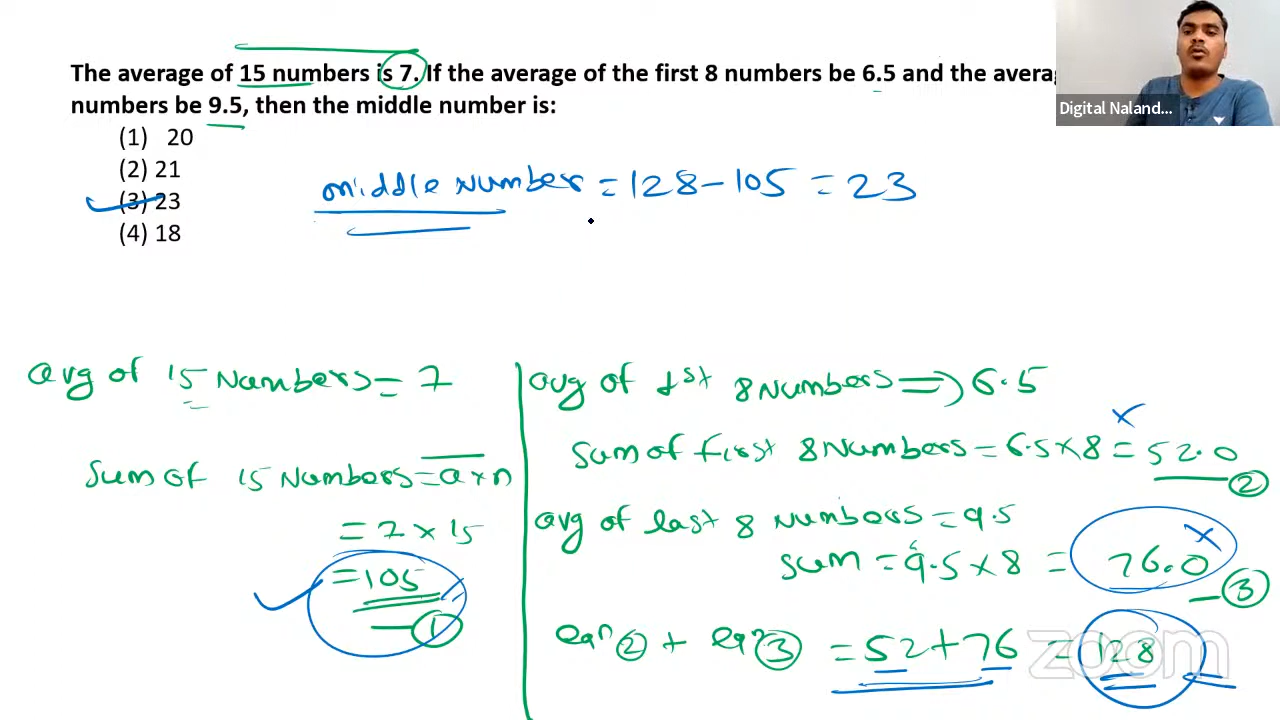 The average of 15 numbers is 7. If the average of the first 8 numbers be 6.5 and the avera
numbers be 9.5, then the middle number is:
(1) 20
(2) 21
(3) 23
(4) 18
Digital Naland...
middle number = 128 - 105 = 23
avg of 15 Numbers = 7
Sum of 15 Numbers = a x n
= 7 x 15
= 105
1
avg of 1st 8 Numbers => 6.5
Sum of first 8 Numbers = 6.5 x 8 = 52.0
2
avg of last 8 numbers = 9.5
sum = 9.5 x 8 = 76.0
3
eqn 2 + eqn 3 = 52 + 76 = 128
zoom